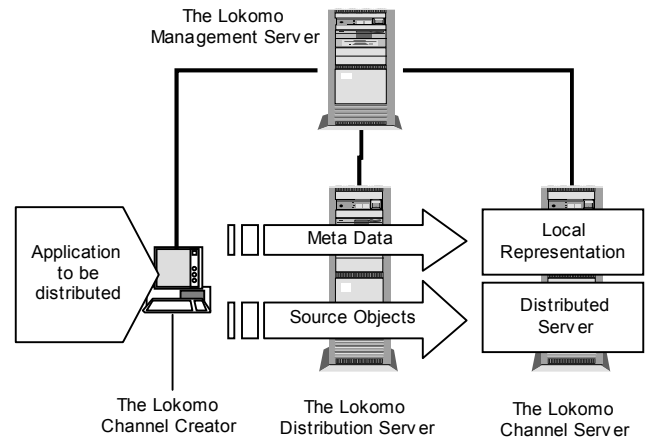 The Lokomo
Management Server
Application
to be
distributed
Meta Data
Source Objects
Local
Representation
Distributed
Server
The Lokomo
Channel Creator
The Lokomo
Distribution Server
The Lokomo
Channel Server